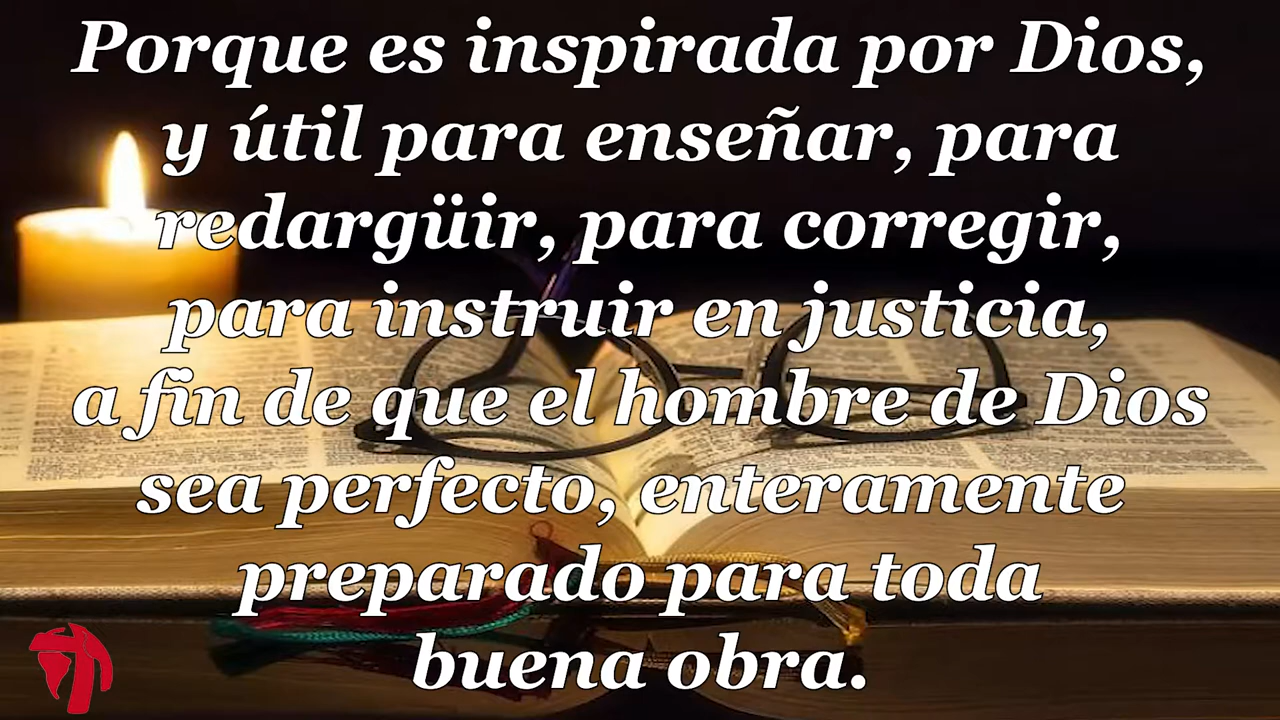 Porque es inspirada por Dios,
y útil para enseñar, para
redargüir, para corregir,
para instruir en justicia,
a fin de que el hombre de Dios
sea perfecto, enteramente
preparado para toda
buena obra.